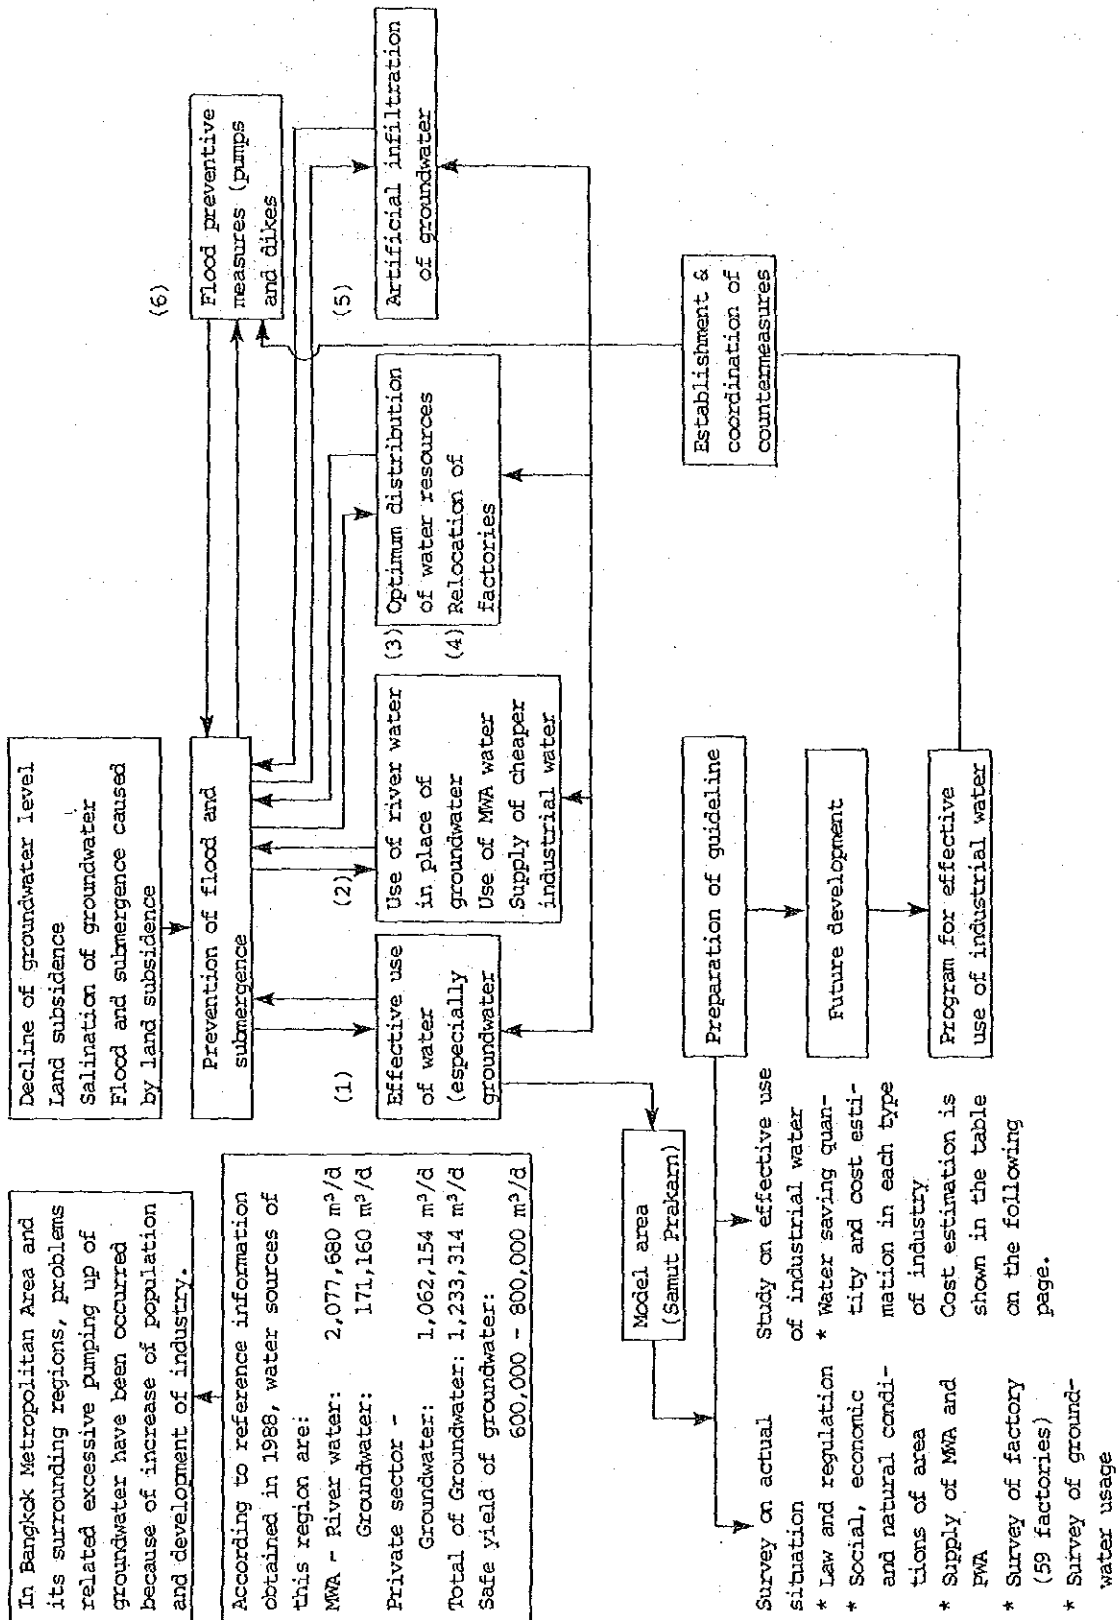 In Bangkok Metropolitan Area and
its surrounding regions, problems
related excessive pumping up of
groundwater have been occurred
because of increase of population
and development of industry.
According to reference information
obtained in 1988, water sources of
this region are:
MWA - River water: 2,077,680 m³/d
Groundwater: 171,160 m³/d
Private sector -
Groundwater: 1,062,154 m³/d
Total of Groundwater: 1,233,314 m³/d
Safe yield of groundwater:
600,000 - 800,000 m³/d
Decline of groundwater level
Land subsidence
Salination of groundwater
Flood and submergence caused
by land subsidence
Prevention of flood and
submergence
(1)
Effective use
of water
(especially
groundwater
(2)
Use of river water
in place of
groundwater
Use of MWA water
Supply of cheaper
industrial water
(3) Optimum distribution
of water resources
(4) Relocation of
factories
(5)
Artificial infiltration
of groundwater
(6)
Flood preventive
measures (pumps
and dikes
Model area
(Samut Prakarn)
Survey on actual
situation
* Law and regulation
* Social, economic
and natural condi-
tions of area
* Supply of MWA and
PWA
* Survey of factory
(59 factories)
* Survey of ground-
water usage
Study on effective use
of industrial water
* Water saving quan-
tity and cost esti-
mation in each type
of industry
Cost estimation is
shown in the table
on the following
page.
Preparation of guideline
Future development
Program for effective
use of industrial water
Establishment &
coordination of
countermeasures